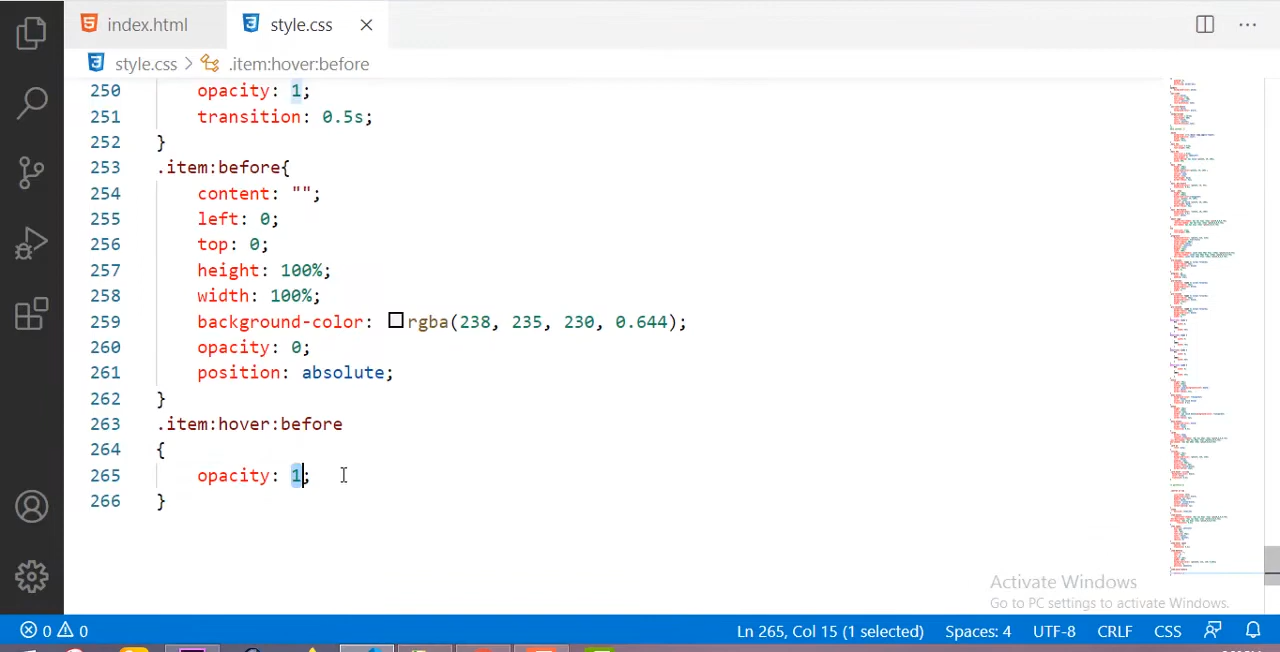 index.html
style.css
style.css > .item:hover:before
250 opacity: 1;
251 transition: 0.5s;
252 }
253 .item:before{
254 content: "";
255 left: 0;
256 top: 0;
257 height: 100%;
258 width: 100%;
259 background-color: rgba(238, 235, 230, 0.644);
260 opacity: 0;
261 position: absolute;
262 }
263 .item:hover:before
264 {
265 opacity: 1;
266 }
Activate Windows
Go to PC settings to activate Windows.
0 0 Ln 265, Col 15 (1 selected) Spaces: 4 UTF-8 CRLF CSS